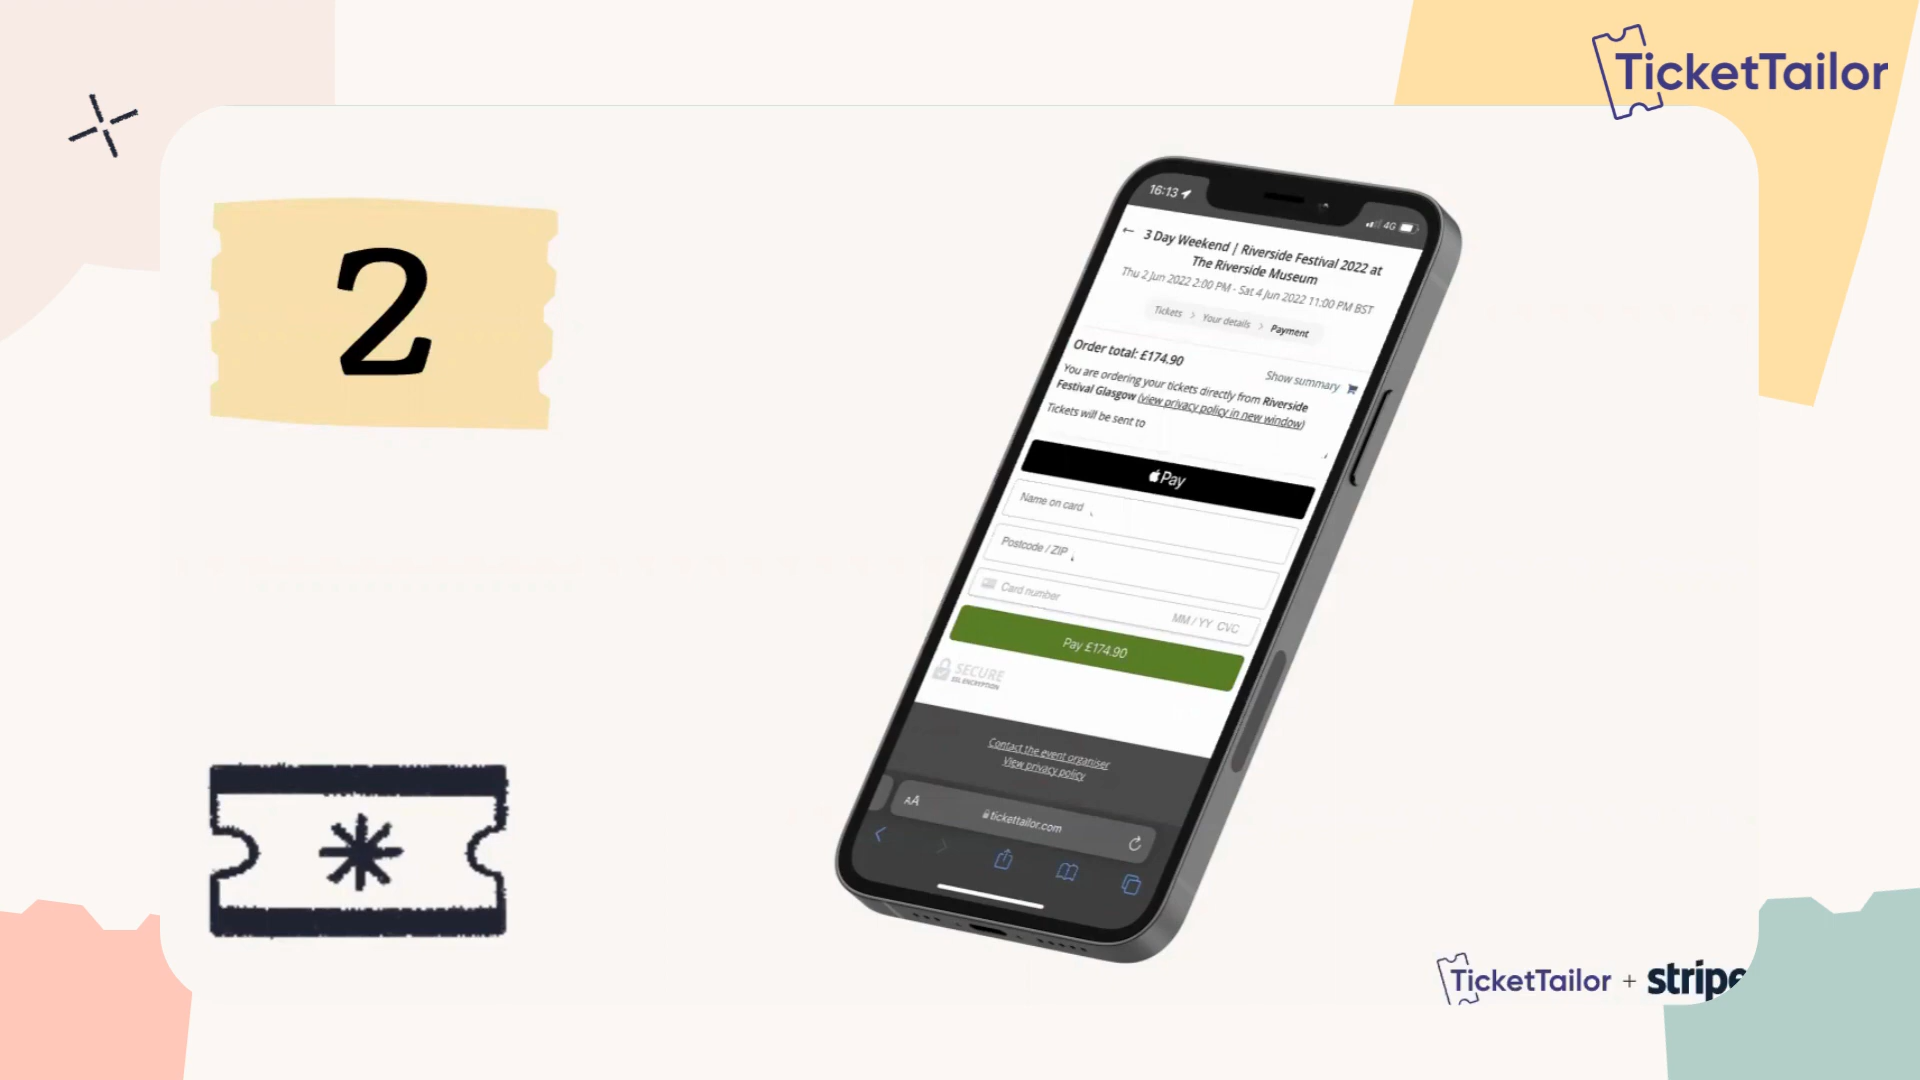 TicketTailor
2
16:13
4G
3 Day Weekend | Riverside Festival 2022 at
The Riverside Museum
Thu 2 Jun 2022 2:00 PM - Sat 4 Jun 2022 11:00 PM BST
Tickets > Your details > Payment
Order total: £174.90
Show summary
You are ordering your tickets directly from Riverside
Festival Glasgow (view privacy policy in new window)
Tickets will be sent to
Pay
Name on card
Postcode / ZIP
Card number MM / YY CVC
Pay £174.90
SECURE
SSL ENCRYPTION
Contact the event organiser
View privacy policy
AA tickettailor.com
TicketTailor + stripe